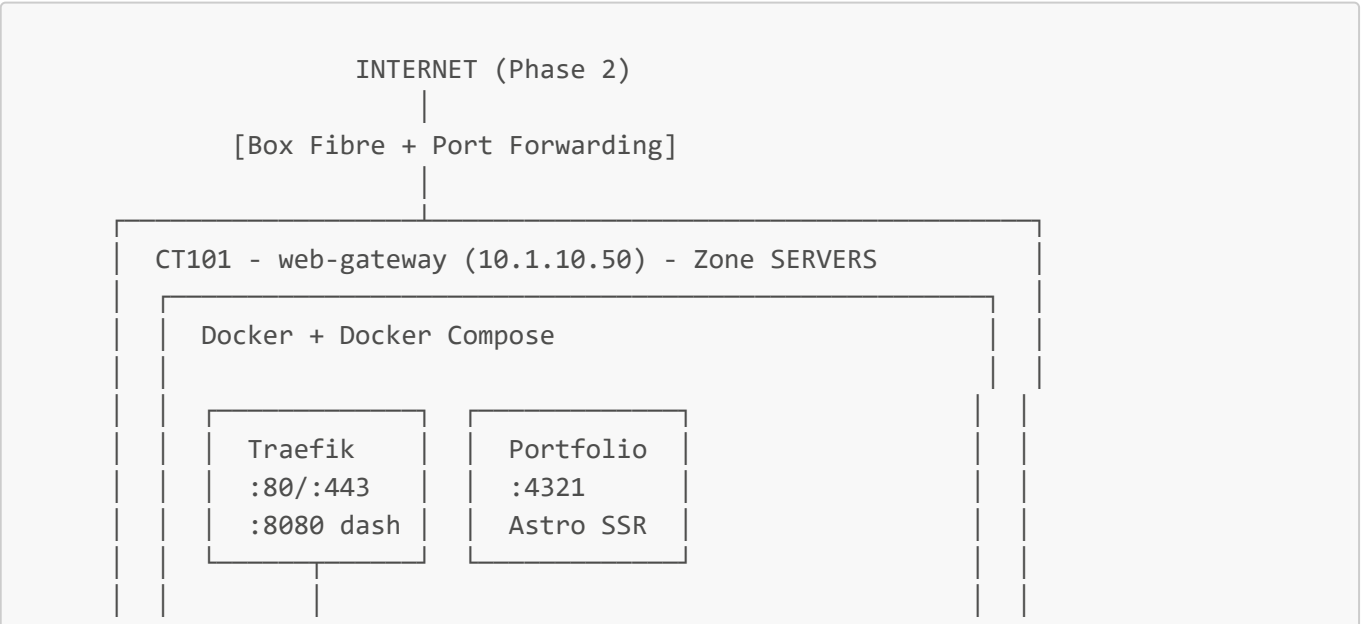 INTERNET (Phase 2)
[Box Fibre + Port Forwarding]
CT101 - web-gateway (10.1.10.50) - Zone SERVERS
Docker + Docker Compose
Traefik Portfolio
:80/:443 :4321
:8080 dash Astro SSR